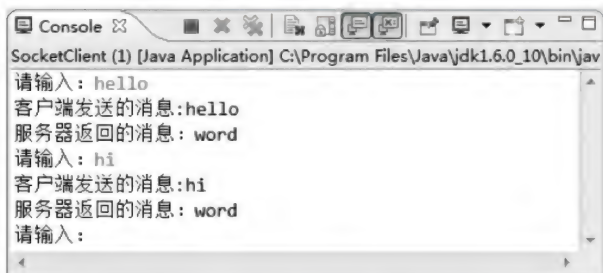 Console
SocketClient (1) [Java Application] C:\Program Files\Java\jdk1.6.0_10\bin\jav
请输入：hello
客户端发送的消息:hello
服务器返回的消息：word
请输入：hi
客户端发送的消息:hi
服务器返回的消息：word
请输入：